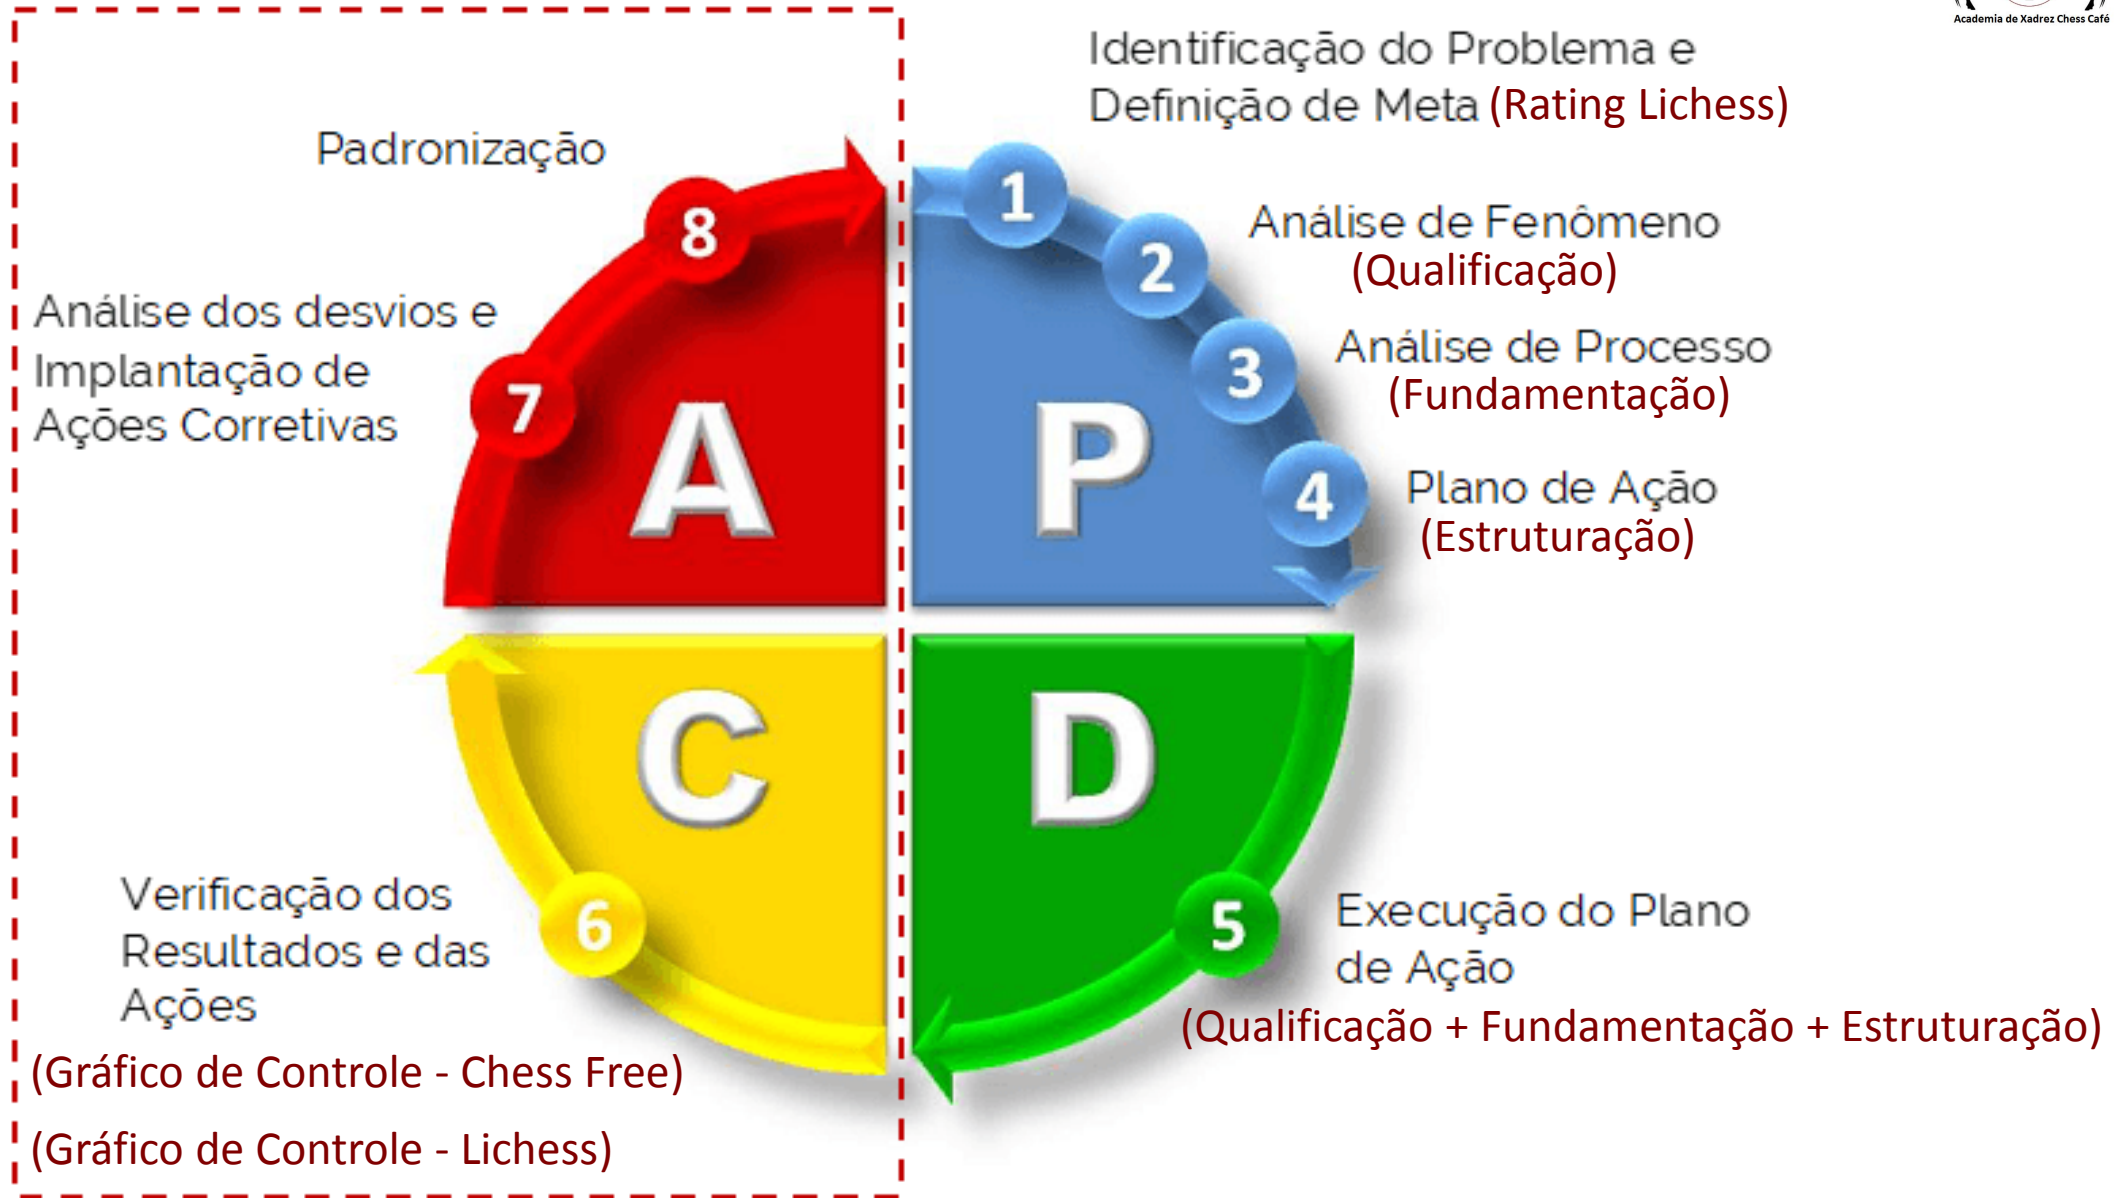 Academia de Xadrez Chess Café
Identificação do Problema e
Definição de Meta (Rating Lichess)
1
Análise de Fenômeno
(Qualificação)
2
Análise de Processo
(Fundamentação)
3
Plano de Ação
(Estruturação)
4
P
D
5
Execução do Plano
de Ação
(Qualificação + Fundamentação + Estruturação)
C
6
Verificação dos
Resultados e das
Ações
(Gráfico de Controle - Chess Free)
(Gráfico de Controle - Lichess)
A
7
Análise dos desvios e
Implantação de
Ações Corretivas
8
Padronização